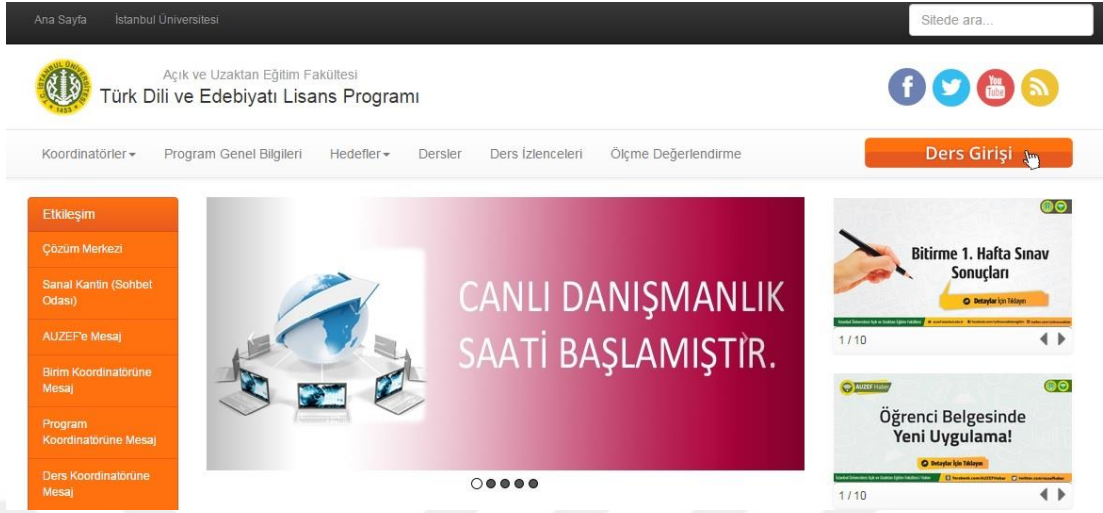 Ana Sayfa İstanbul Üniversitesi Sitede ara...
Açık ve Uzaktan Eğitim Fakültesi
Türk Dili ve Edebiyatı Lisans Programı
You
Tube
Koordinatörler Program Genel Bilgileri Hedefler Dersler Ders İzlenceleri Ölçme Değerlendirme Ders Girişi
Etkileşim
Çözüm Merkezi
Sanal Kantin (Sohbet
Odası)
AUZEF'e Mesaj
Birim Koordinatörüne
Mesaj
Program
Koordinatörüne Mesaj
Ders Koordinatörüne
Mesaj
CANLI DANIŞMANLIK
SAATİ BAŞLAMIŞTIR.
Bitirme 1. Hafta Sınav
Sonuçları
Detaylar İçin Tıklayın
1 / 10
AUZEF Haber
Öğrenci Belgesinde
Yeni Uygulama!
Detaylar İçin Tıklayın
1 / 10